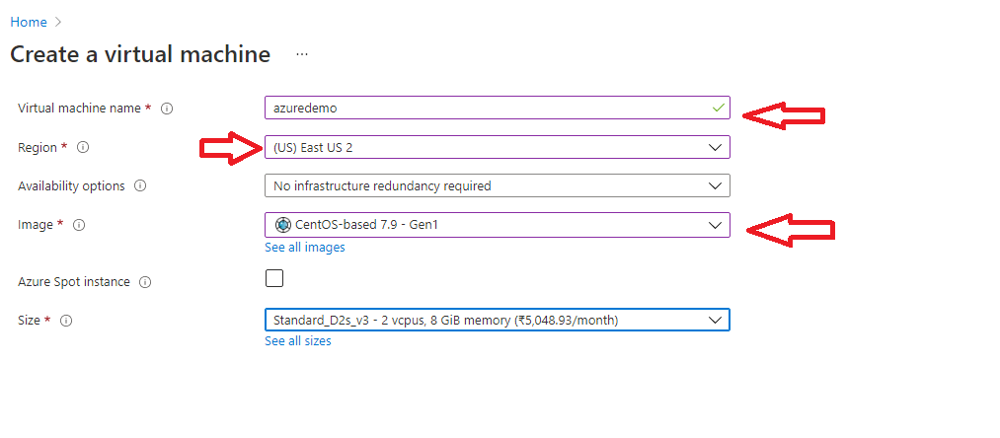 Home >
Create a virtual machine ...
Virtual machine name * azuredemo
Region * (US) East US 2
Availability options No infrastructure redundancy required
Image * CentOS-based 7.9 - Gen1
See all images
Azure Spot instance
Size * Standard_D2s_v3 - 2 vcpus, 8 GiB memory (₹5,048.93/month)
See all sizes